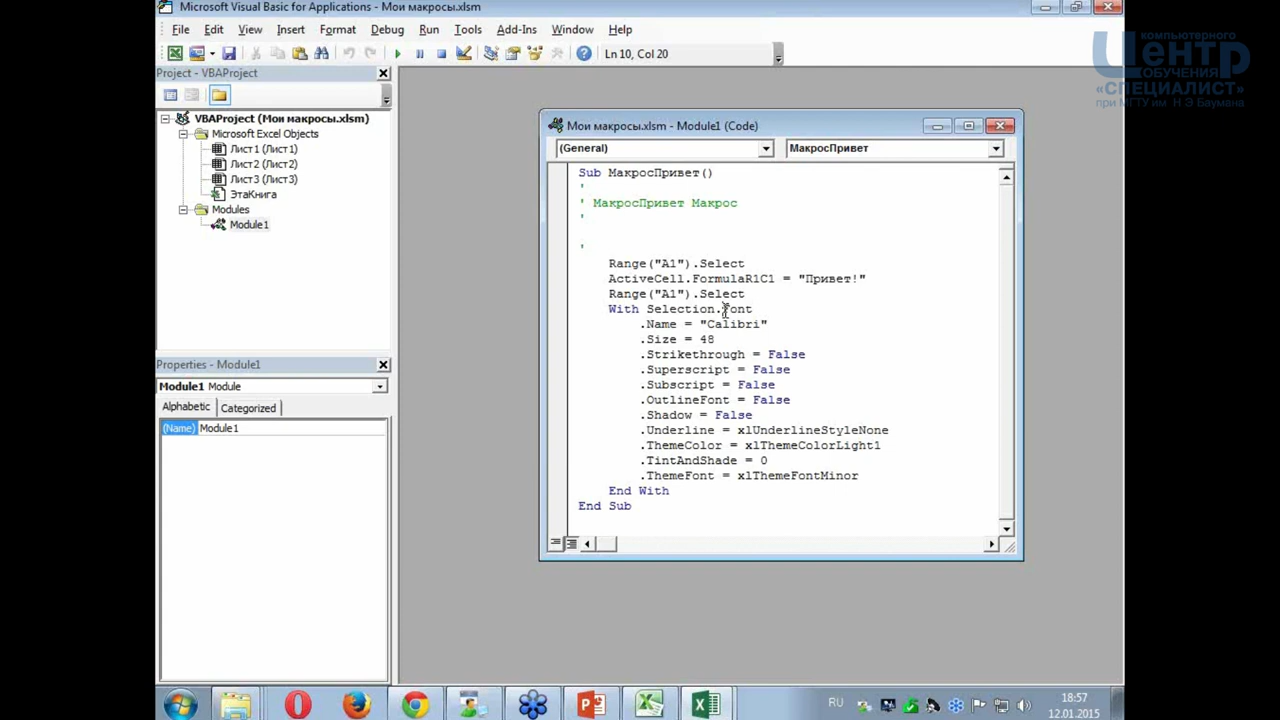 Microsoft Visual Basic for Applications - Мои макросы.xlsm
File Edit View Insert Format Debug Run Tools Add-Ins Window Help
Ln 10, Col 20
компьютерного
Центр
ОБУЧЕНИЯ
«СПЕЦИАЛИСТ»
при МГТУ им. Н.Э.Баумана
Project - VBAProject
VBAProject (Мои макросы.xlsm)
Microsoft Excel Objects
Лист1 (Лист1)
Лист2 (Лист2)
Лист3 (Лист3)
ЭтаКнига
Modules
Module1
Properties - Module1
Module1 Module
Alphabetic Categorized
(Name) Module1
Мои макросы.xlsm - Module1 (Code)
(General) МакросПривет
Sub МакросПривет()
'
' МакросПривет Макрос
'
'
Range("A1").Select
ActiveCell.FormulaR1C1 = "Привет!"
Range("A1").Select
With Selection.Font
.Name = "Calibri"
.Size = 48
.Strikethrough = False
.Superscript = False
.Subscript = False
.OutlineFont = False
.Shadow = False
.Underline = xlUnderlineStyleNone
.ThemeColor = xlThemeColorLight1
.TintAndShade = 0
.ThemeFont = xlThemeFontMinor
End With
End Sub
RU
18:57
12.01.2015